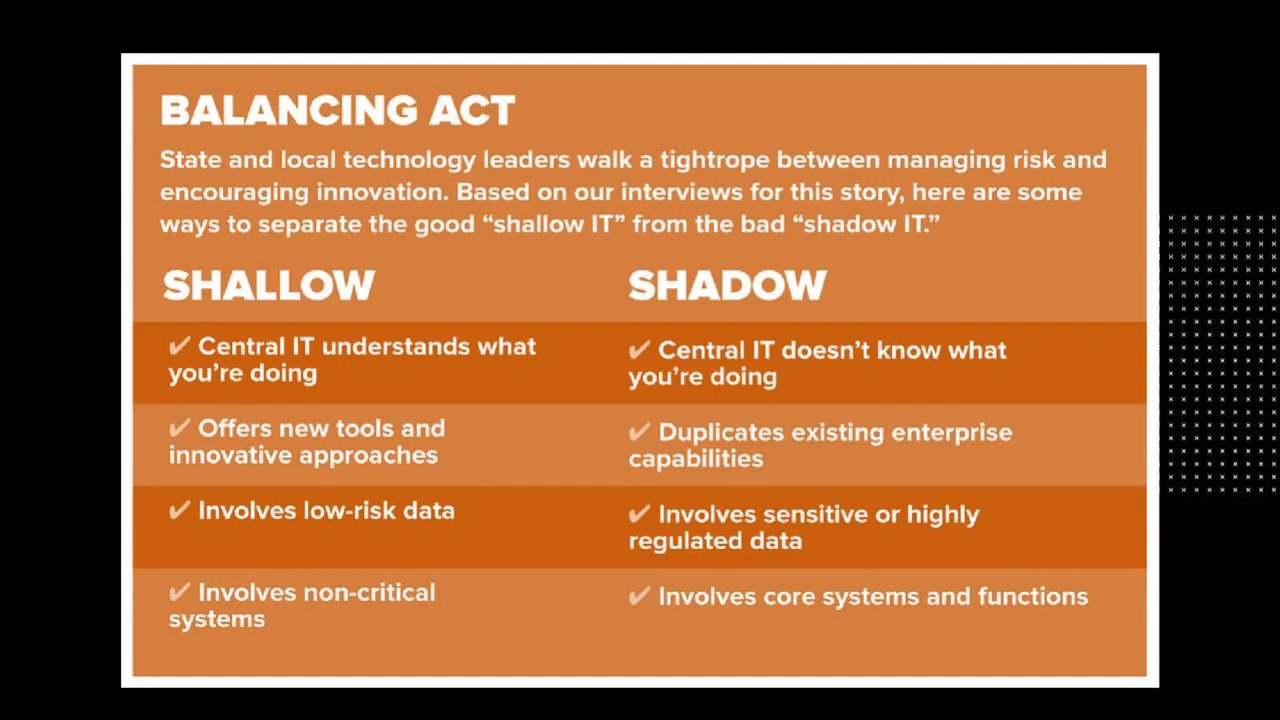 BALANCING ACT
State and local technology leaders walk a tightrope between managing risk and
encouraging innovation. Based on our interviews for this story, here are some
ways to separate the good “shallow IT” from the bad “shadow IT.”
SHALLOW
SHADOW
✔ Central IT understands what
you’re doing
✔ Central IT doesn’t know what
you’re doing
✔ Offers new tools and
innovative approaches
✔ Duplicates existing enterprise
capabilities
✔ Involves low-risk data
✔ Involves sensitive or highly
regulated data
✔ Involves non-critical
systems
✔ Involves core systems and functions